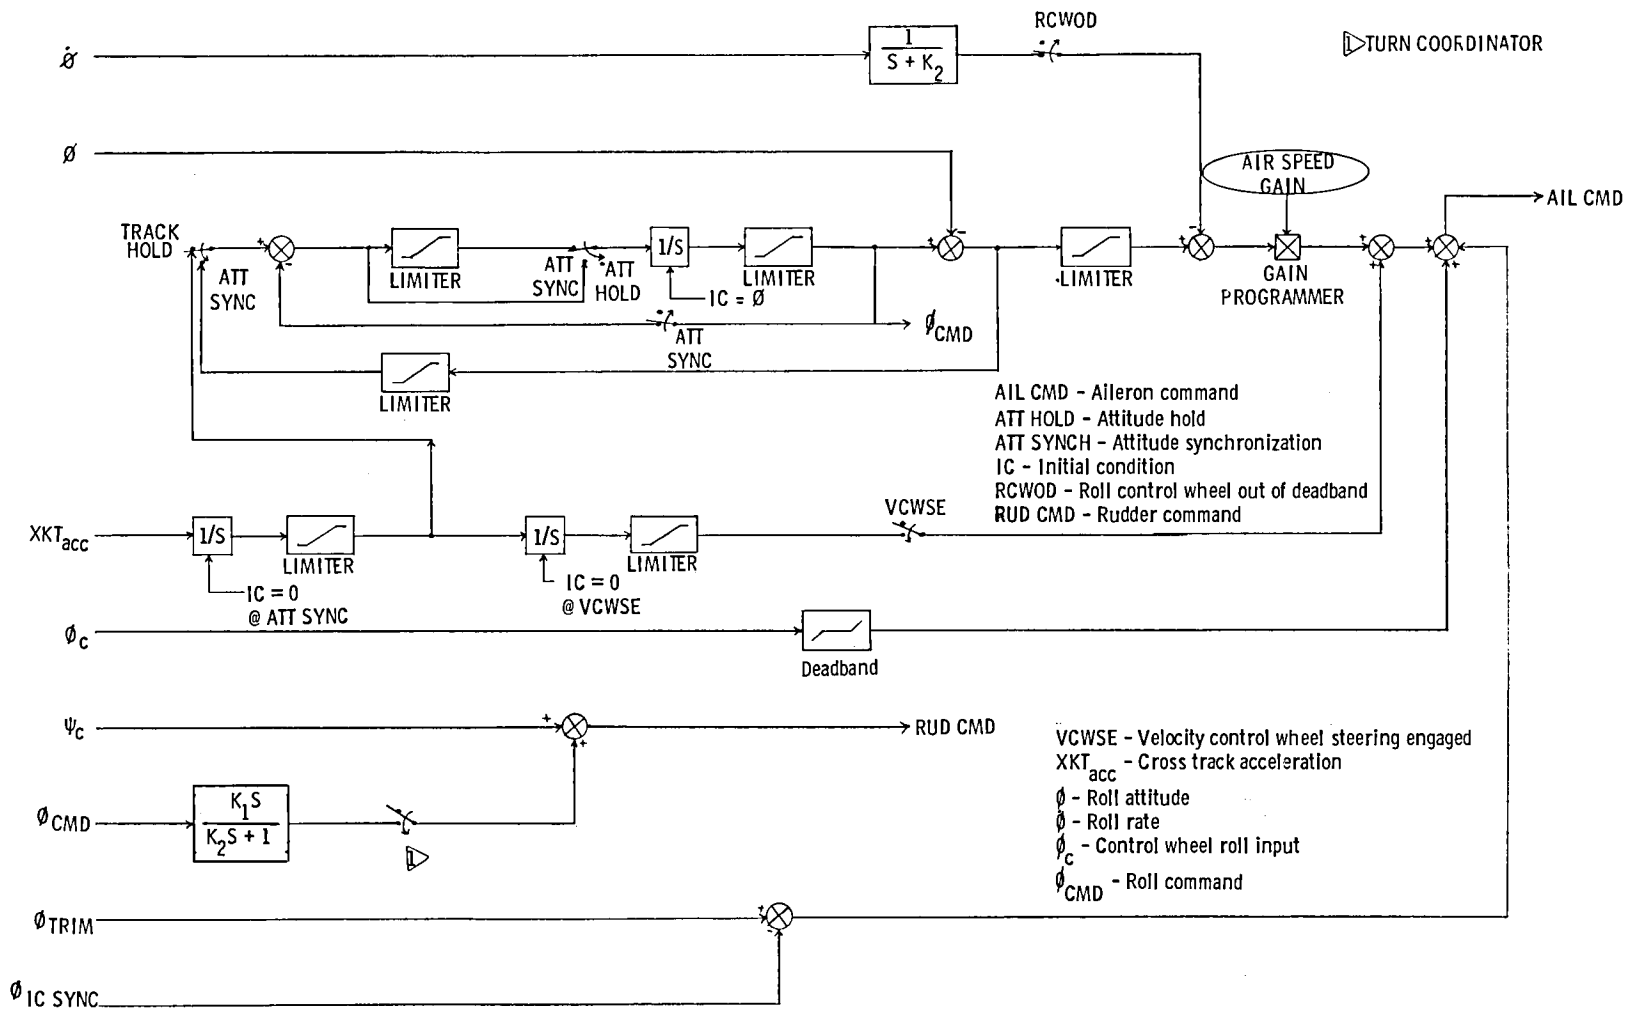 RCWOD
▷1 TURN COORDINATOR
φ̇
1
S + K2
Ø
AIR SPEED
GAIN
AIL CMD
TRACK
HOLD
ATT
SYNC
LIMITER
ATT
SYNC
ATT
HOLD
1/S
IC = Ø
LIMITER
LIMITER
GAIN
PROGRAMMER
ØCMD
ATT
SYNC
LIMITER
AIL CMD - Aileron command
ATT HOLD - Attitude hold
ATT SYNCH - Attitude synchronization
IC - Initial condition
RCWOD - Roll control wheel out of deadband
RUD CMD - Rudder command
XKTacc
1/S
LIMITER
IC = 0
@ ATT SYNC
1/S
LIMITER
IC = 0
@ VCWSE
VCWSE
Øc
Deadband
Ψc
RUD CMD
VCWSE - Velocity control wheel steering engaged
XKTacc - Cross track acceleration
Ø - Roll attitude
Ø̇ - Roll rate
Øc - Control wheel roll input
ØCMD - Roll command
ØCMD
K1S
K2S + 1
1
ØTRIM
ØIC SYNC
+
-
+
-
+
-
+
+
+
+
+
+
+
+
-